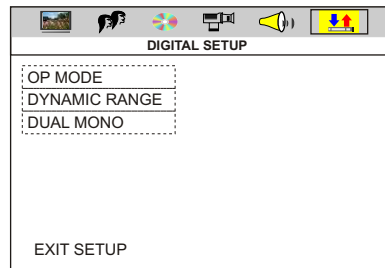 DIGITAL SETUP
OP MODE
DYNAMIC RANGE
DUAL MONO
EXIT SETUP